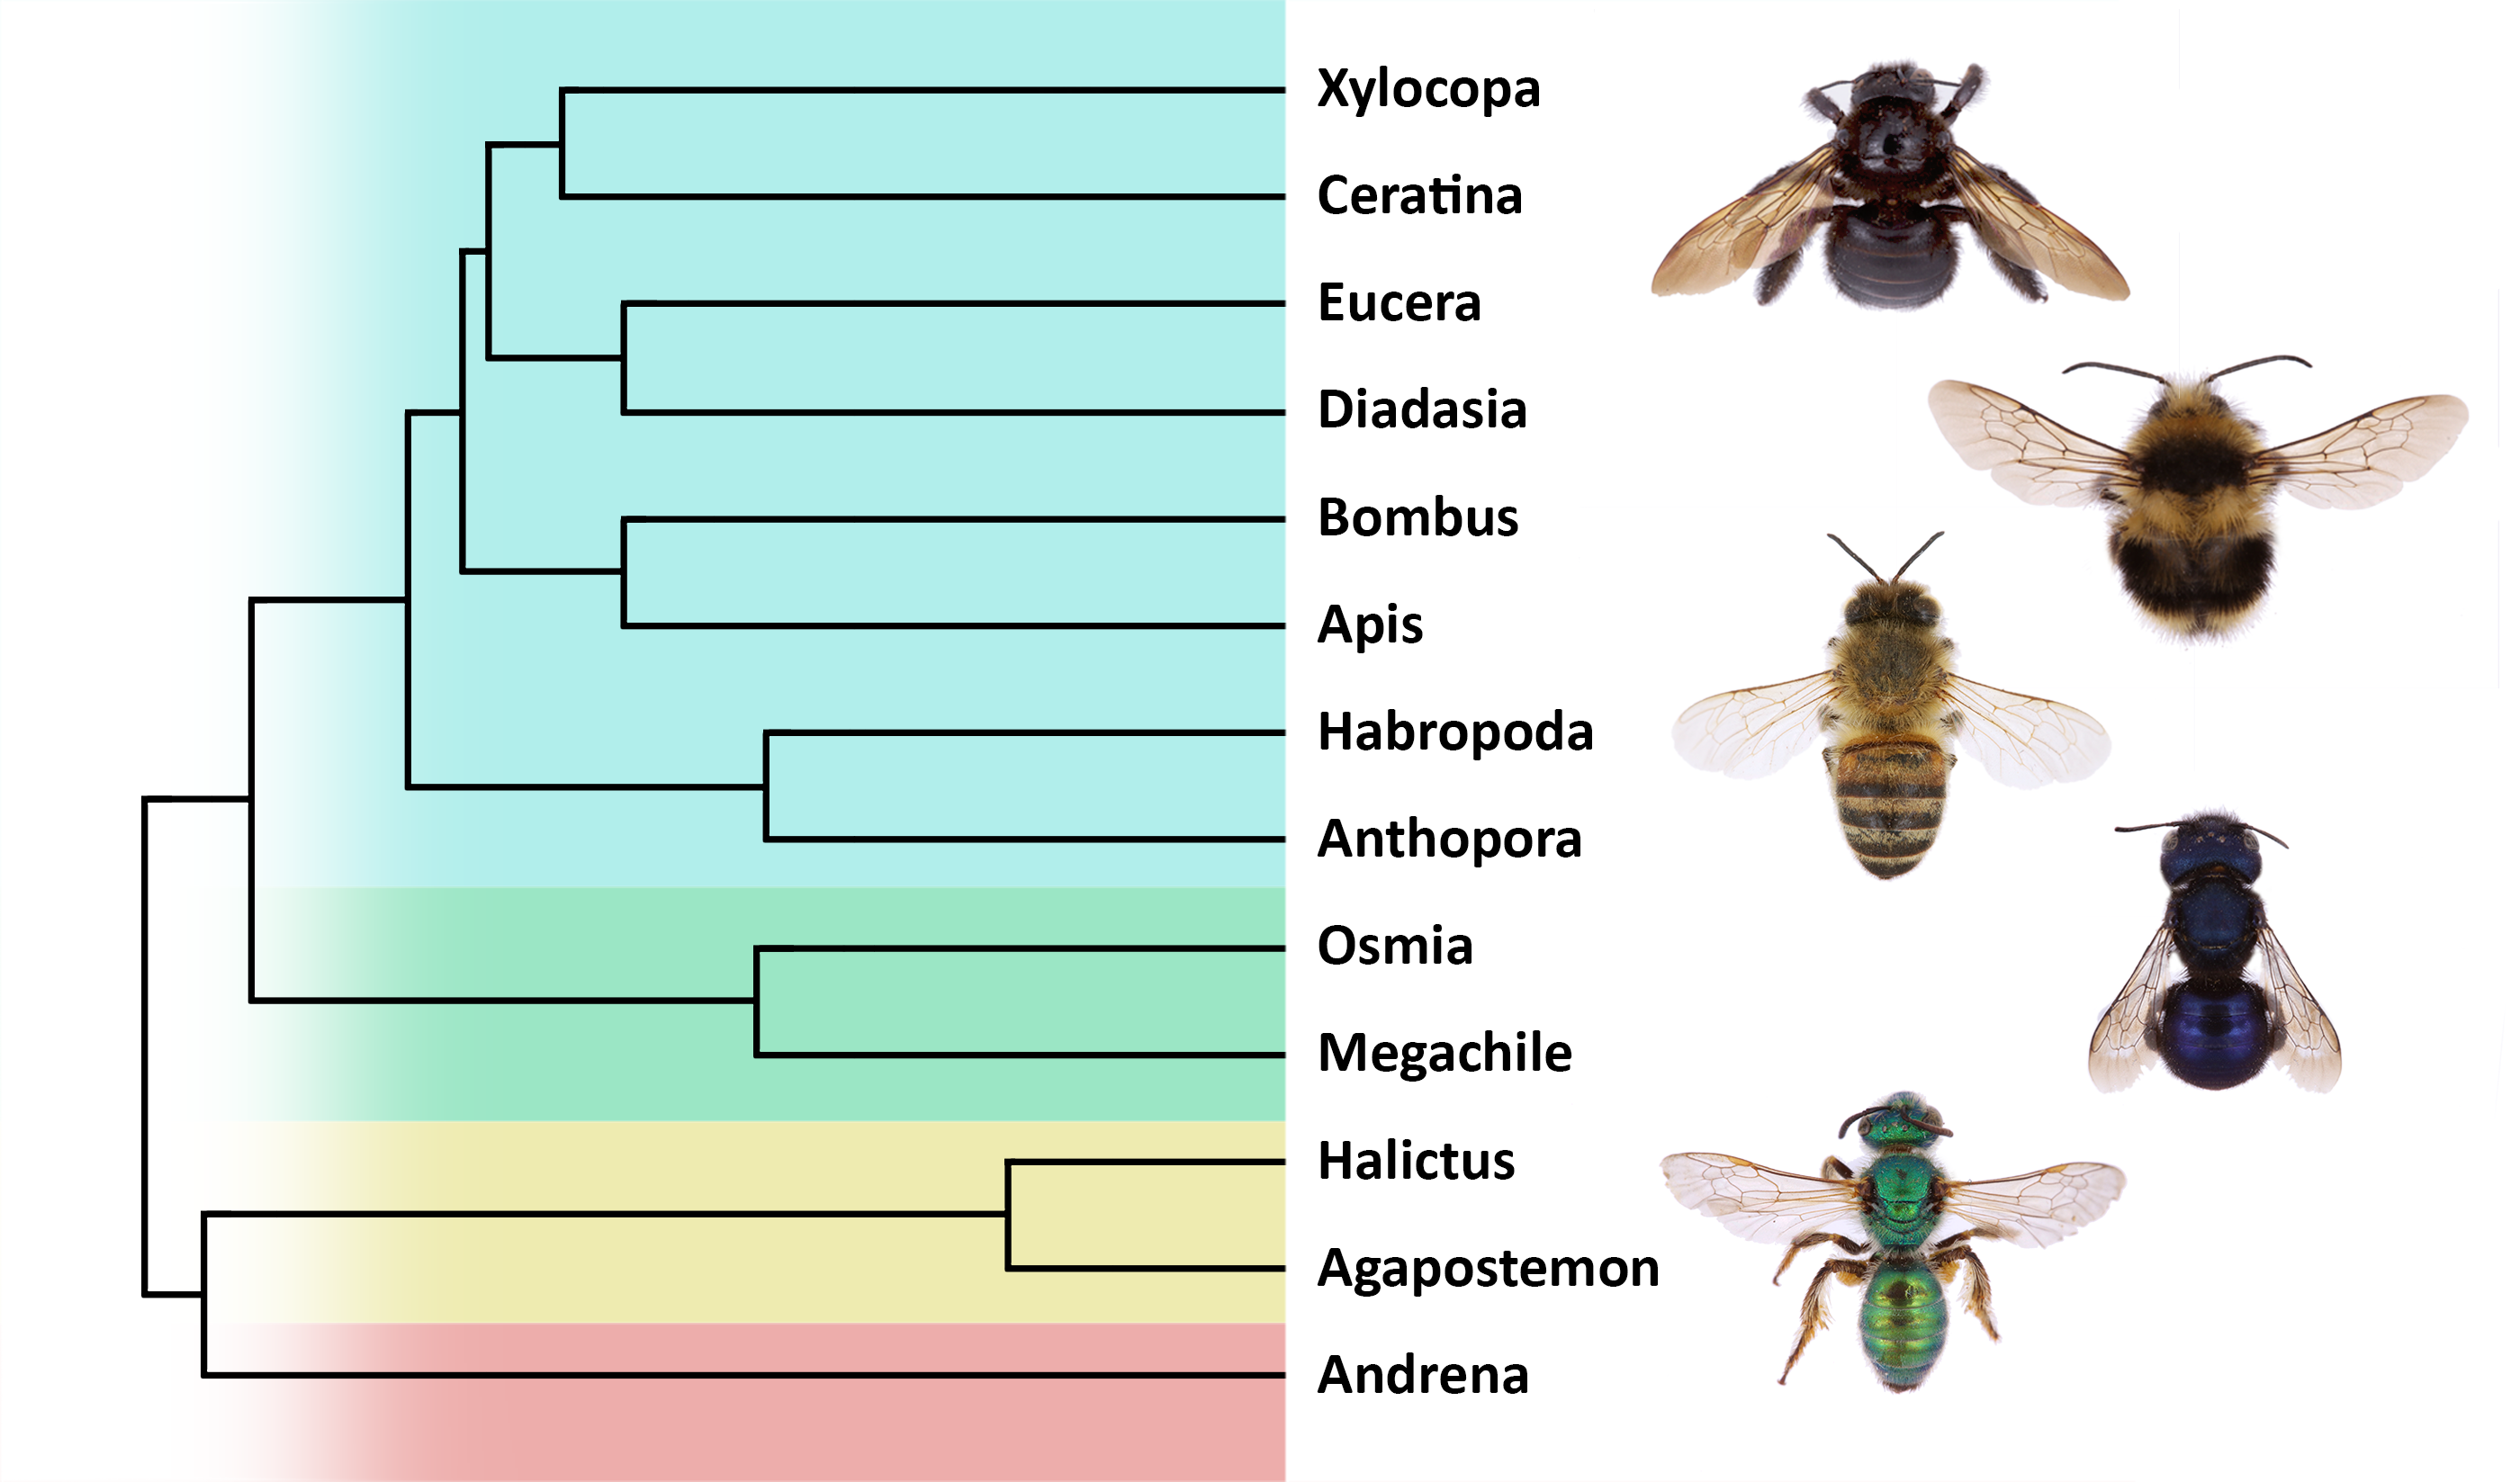 Xylocopa
Ceratina
Eucera
Diadasia
Bombus
Apis
Habropoda
Anthopora
Osmia
Megachile
Halictus
Agapostemon
Andrena